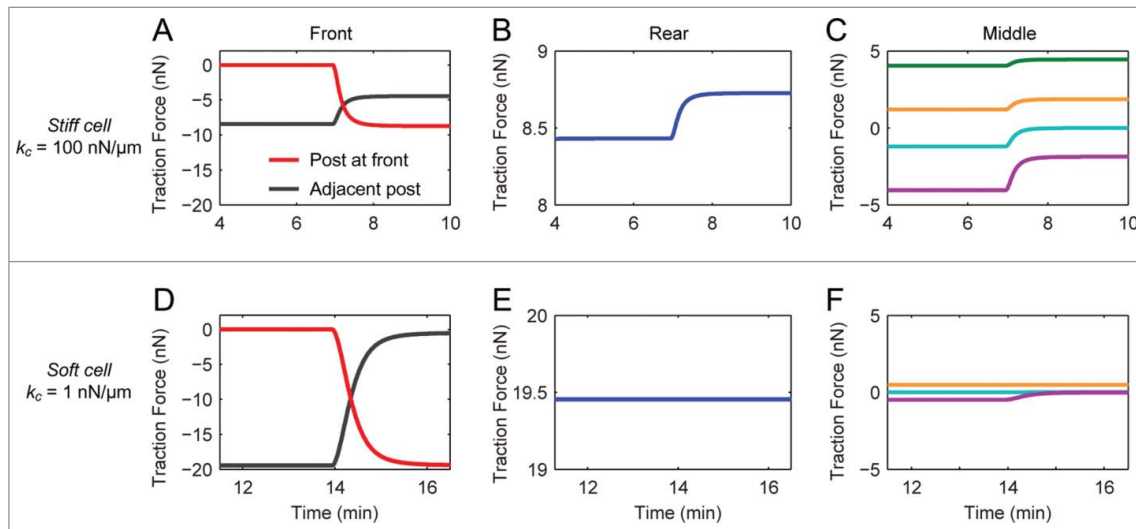 A
Front
B
Rear
C
Middle
Stiff cell
k_c = 100 nN/μm
Traction Force (nN)
0
−5
−10
−15
−20
Post at front
Adjacent post
4
6
8
10
Traction Force (nN)
9
8.5
8
4
6
8
10
Traction Force (nN)
5
0
−5
4
6
8
10
D
E
F
Soft cell
k_c = 1 nN/μm
Traction Force (nN)
0
−5
−10
−15
−20
12
14
16
Time (min)
Traction Force (nN)
20
19.5
19
12
14
16
Time (min)
Traction Force (nN)
5
0
−5
12
14
16
Time (min)